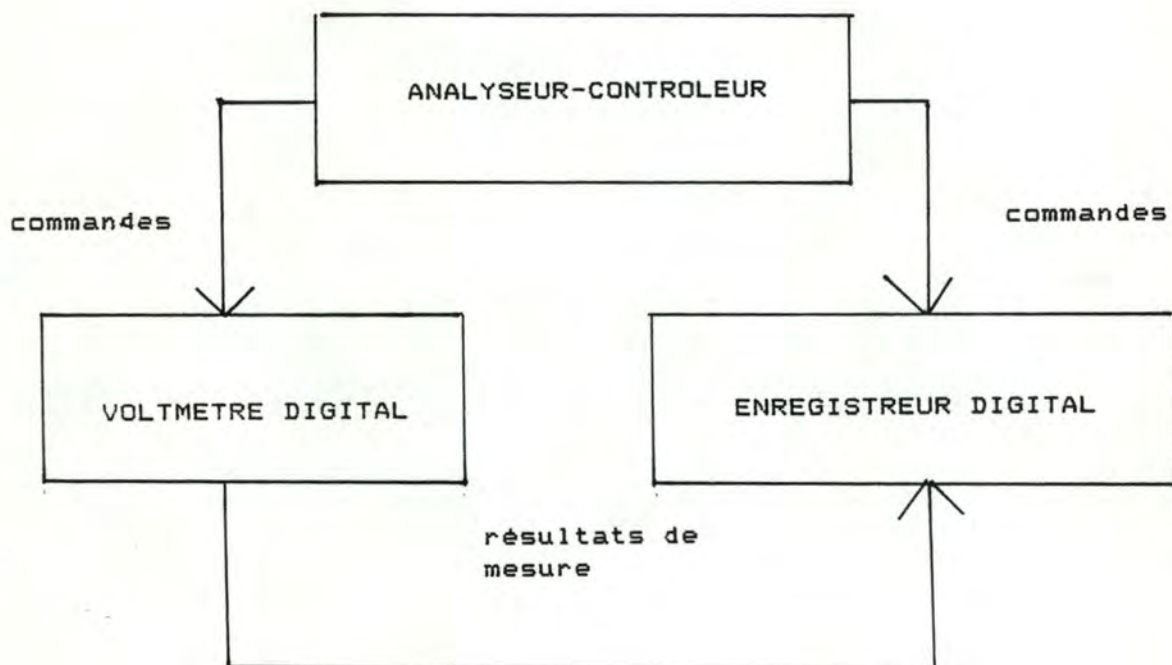 ANALYSEUR-CONTROLEUR
commandes
commandes
VOLTMETRE DIGITAL
ENREGISTREUR DIGITAL
résultats de
mesure